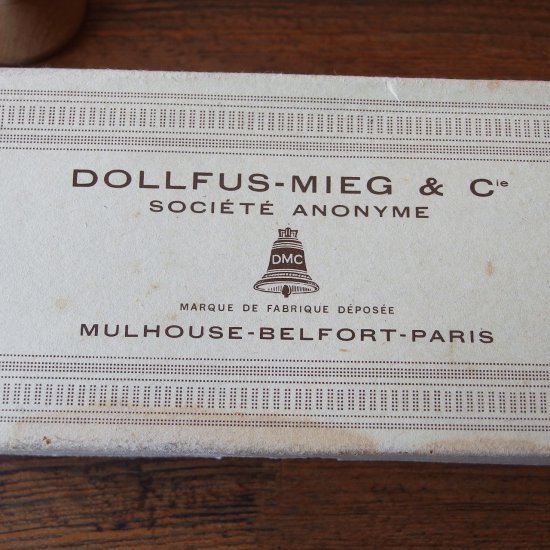 DOLLFUS-MIEG & Cie
SOCIÉTÉ ANONYME
DMC
MARQUE DE FABRIQUE DÉPOSÉE
MULHOUSE-BELFORT-PARIS